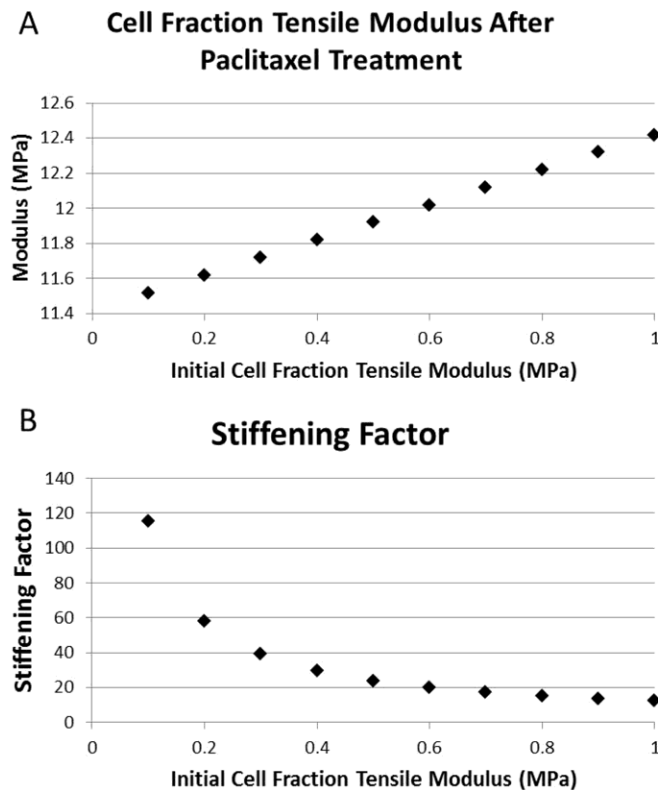 A
Cell Fraction Tensile Modulus After
Paclitaxel Treatment
Modulus (MPa)
12.6
12.4
12.2
12
11.8
11.6
11.4
0 0.2 0.4 0.6 0.8 1
Initial Cell Fraction Tensile Modulus (MPa)
B
Stiffening Factor
Stiffening Factor
140
120
100
80
60
40
20
0
0 0.2 0.4 0.6 0.8 1
Initial Cell Fraction Tensile Modulus (MPa)